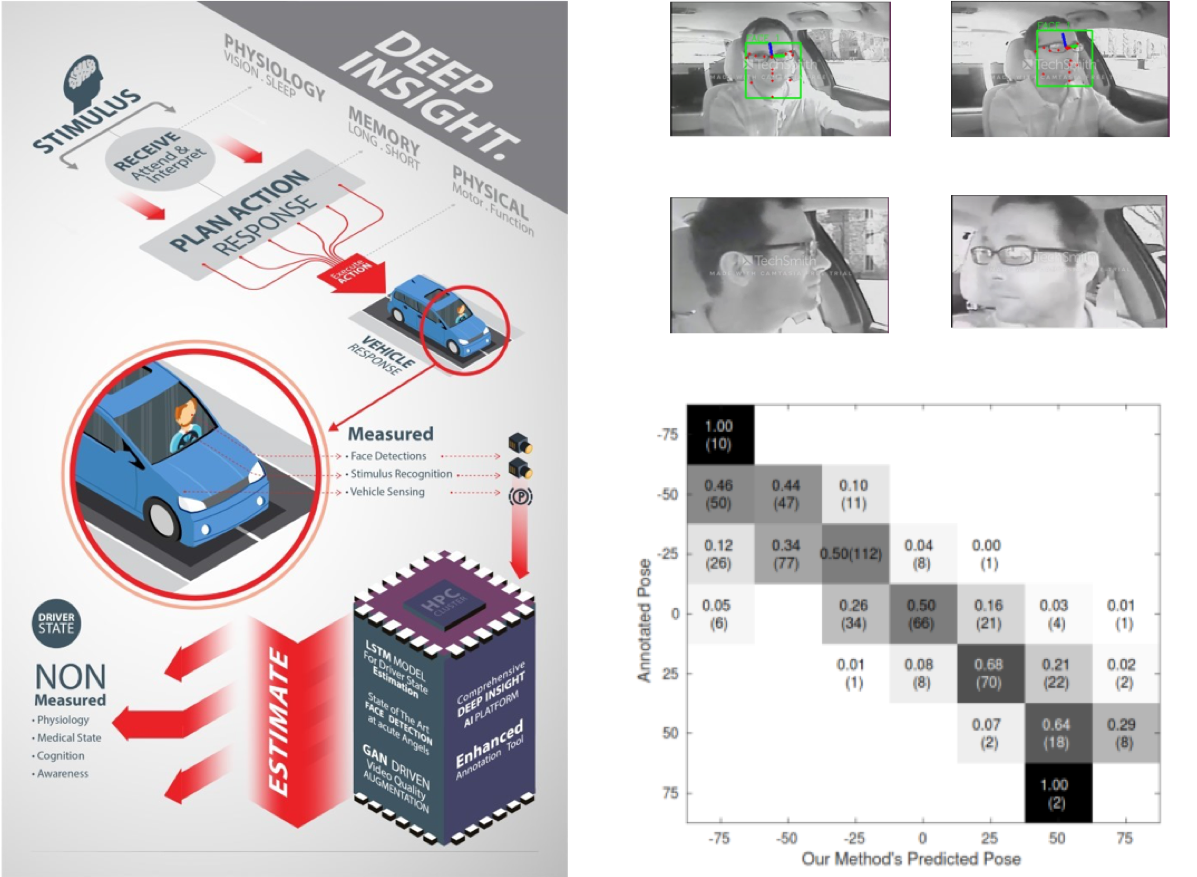 DEEP
INSIGHT.
STIMULUS
PHYSIOLOGY
VISION . SLEEP
RECEIVE
Attend &
Interpret
MEMORY
LONG . SHORT
PHYSICAL
Motor . Function
PLAN ACTION
RESPONSE
Execute
ACTION
VEHICLE
RESPONSE
Measured
• Face Detections
• Stimulus Recognition
• Vehicle Sensing
P
HPC
CLUSTER
DRIVER
STATE
NON
Measured
• Physiology
• Medical State
• Cognition
• Awareness
ESTIMATE
LSTM MODEL
For Driver State
Estimation
State of The Art
FACE DETECTION
at acute Angels
GAN DRIVEN
Video Quality
AUGMENTATION
Comprehensive
DEEP INSIGHT
AI PLATFORM
Enhanced
Annotation Tool
TechSmith
TechSmith
TechSmith
Annotated Pose
-75
1.00
(10)
-50
0.46 0.44 0.10
(50) (47) (11)
-25
0.12 0.34 0.50(112) 0.04 0.00
(26) (77) (8) (1)
0
0.05 0.26 0.50 0.16 0.03 0.01
(6) (34) (66) (21) (4) (1)
25
0.01 0.08 0.68 0.21 0.02
(1) (8) (70) (22) (2)
50
0.07 0.64 0.29
(2) (18) (8)
75
1.00
(2)
-75 -50 -25 0 25 50 75
Our Method's Predicted Pose